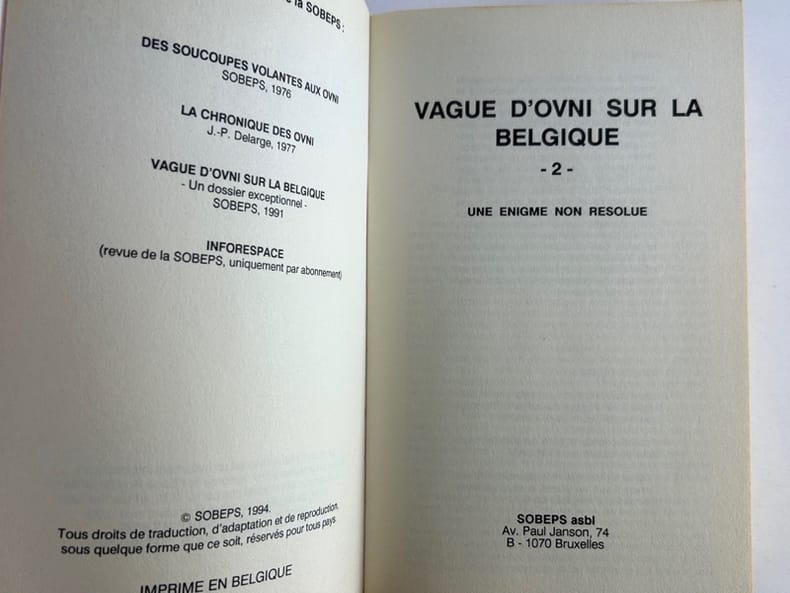 la SOBEPS :
DES SOUCOUPES VOLANTES AUX OVNI
SOBEPS, 1976
LA CHRONIQUE DES OVNI
J.-P. Delarge, 1977
VAGUE D'OVNI SUR LA BELGIQUE
- Un dossier exceptionnel -
SOBEPS, 1991
INFORESPACE
(revue de la SOBEPS, uniquement par abonnement)
© SOBEPS, 1994.
Tous droits de traduction, d'adaptation et de reproduction,
sous quelque forme que ce soit, réservés pour tous pays
IMPRIME EN BELGIQUE
VAGUE D'OVNI SUR LA
BELGIQUE
- 2 -
UNE ENIGME NON RESOLUE
SOBEPS asbl
Av. Paul Janson, 74
B - 1070 Bruxelles